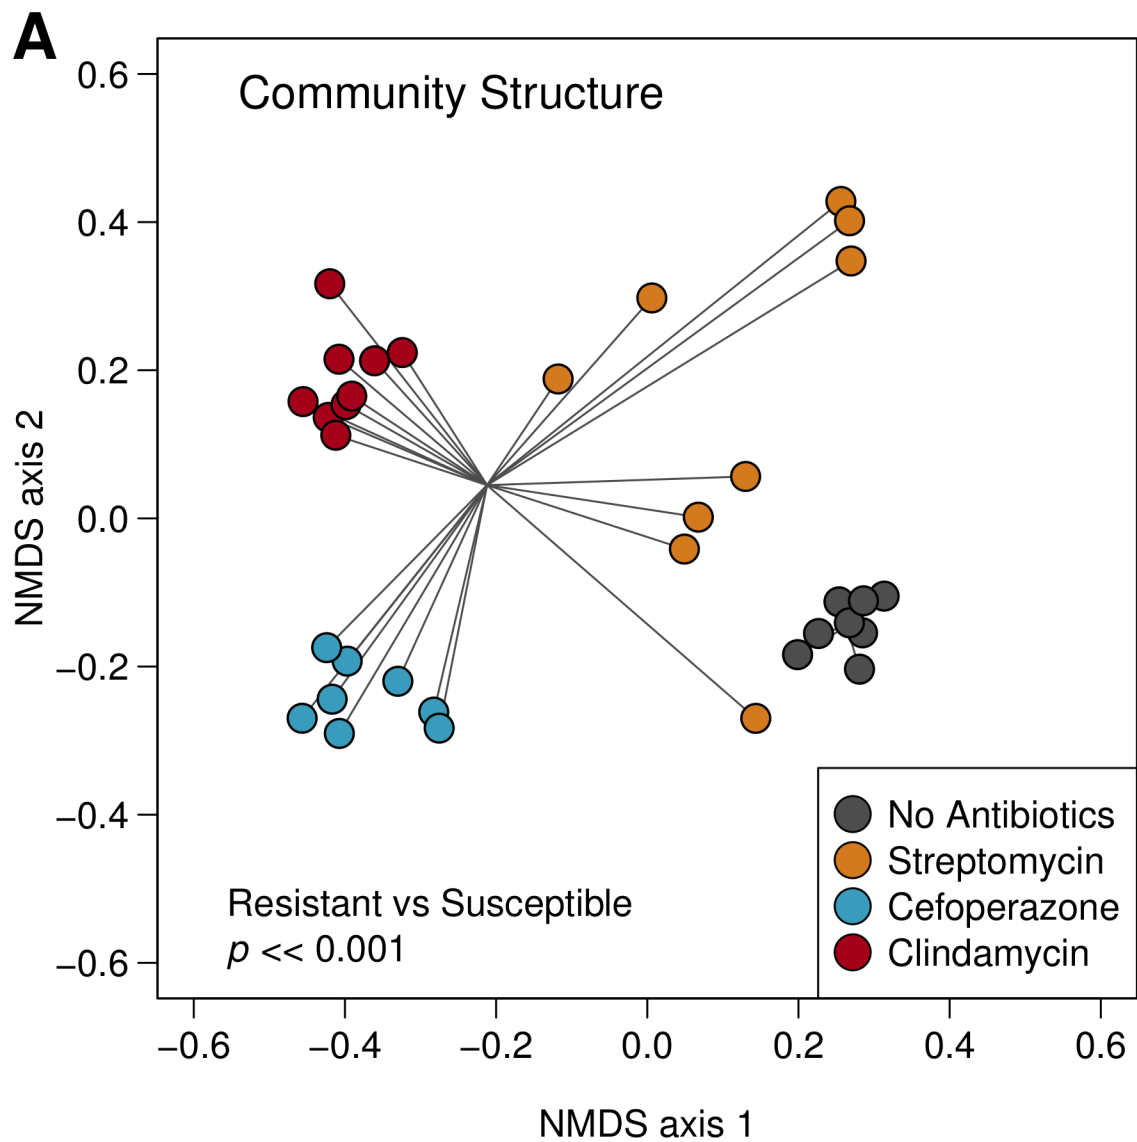 A
Community Structure
0.6
0.4
0.2
0.0
−0.2
−0.4
−0.6
NMDS axis 2
No Antibiotics
Streptomycin
Cefoperazone
Clindamycin
Resistant vs Susceptible
p << 0.001
−0.6 −0.4 −0.2 0.0 0.2 0.4 0.6
NMDS axis 1